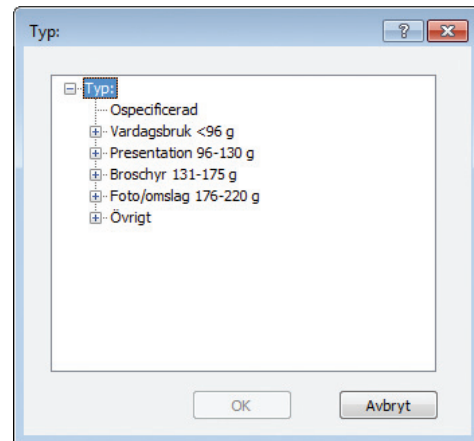 Typ:
Typ:
Ospecificerad
Vardagsbruk <96 g
Presentation 96-130 g
Broschyr 131-175 g
Foto/omslag 176-220 g
Övrigt
OK
Avbryt